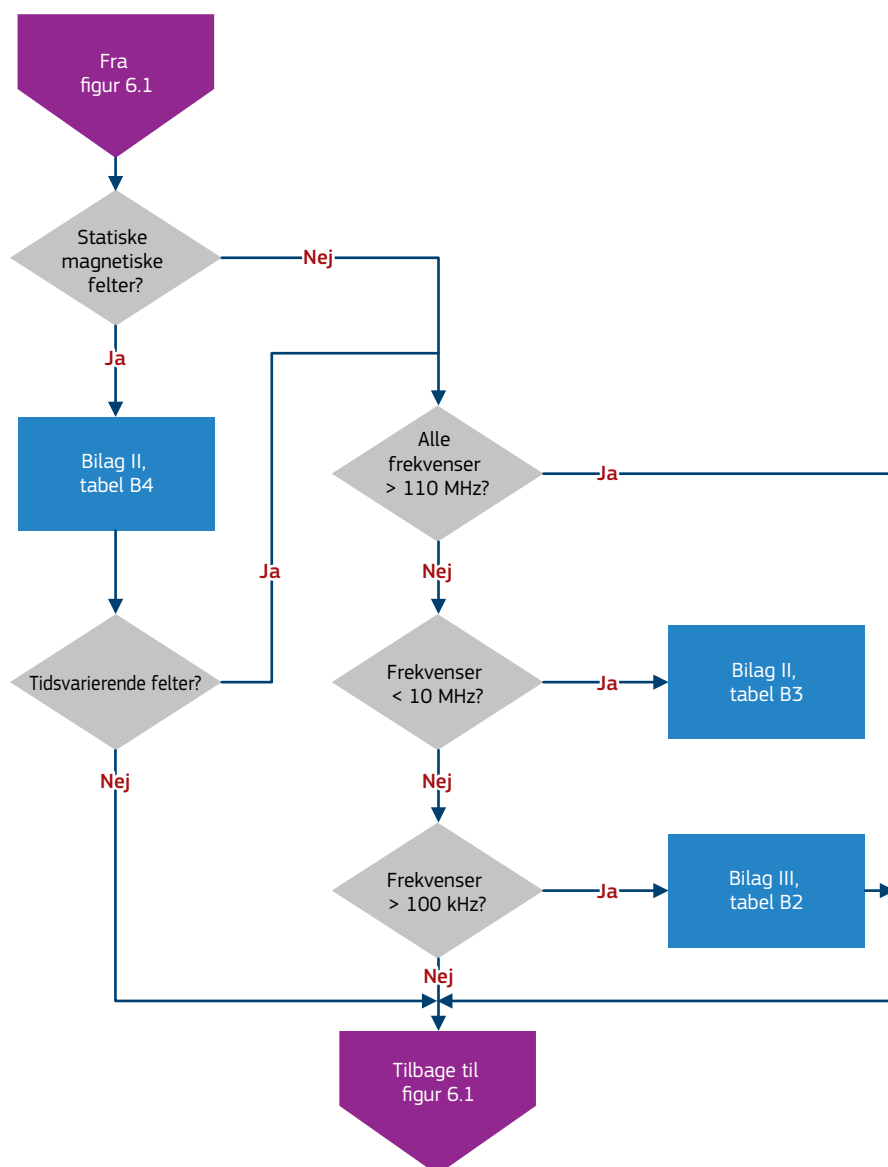 Fra
figur 6.1
Statiske
magnetiske
felter?
Nej
Ja
Bilag II,
tabel B4
Alle
frekvenser
> 110 MHz?
Ja
Ja
Nej
Tidsvarierende felter?
Frekvenser
< 10 MHz?
Ja
Bilag II,
tabel B3
Nej
Nej
Frekvenser
> 100 kHz?
Ja
Bilag III,
tabel B2
Nej
Tilbage til
figur 6.1